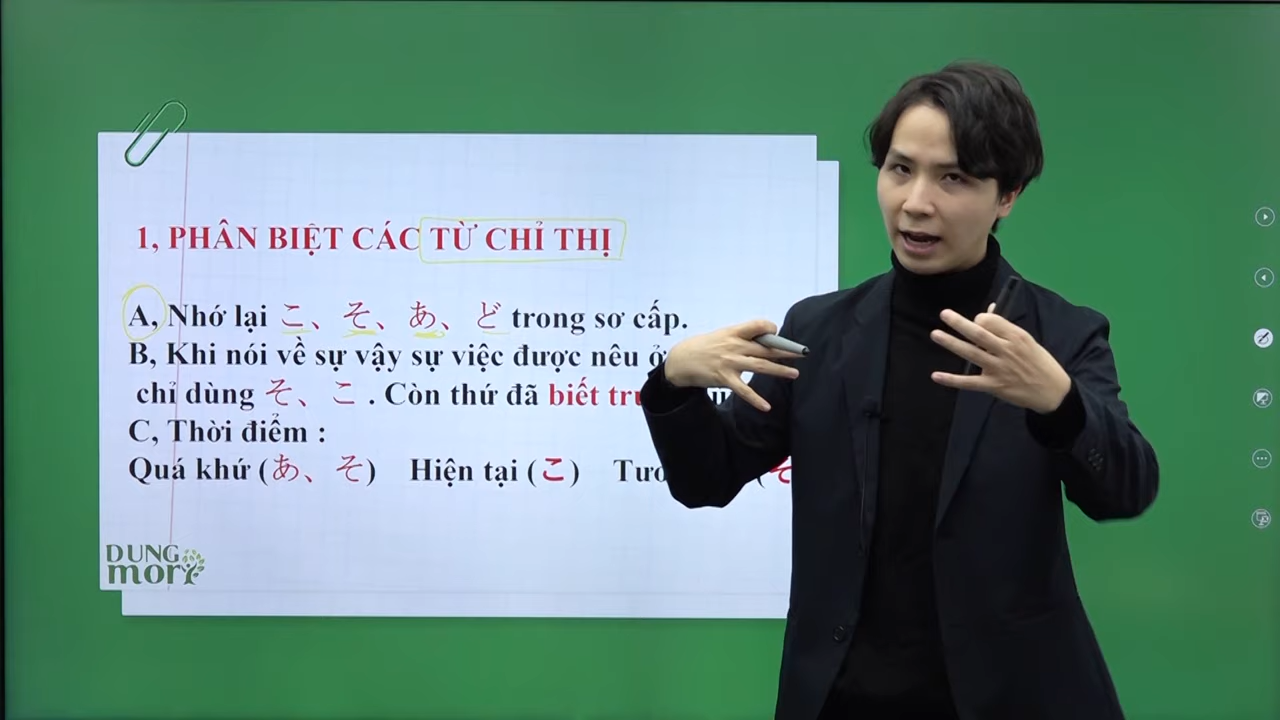 1, PHÂN BIỆT CÁC TỪ CHỈ THỊ
A, Nhớ lại こ、そ、あ、ど trong sơ cấp.
B, Khi nói về sự vậy sự việc được nêu ở
chỉ dùng そ、こ . Còn thứ đã biết
C, Thời điểm :
Quá khứ (あ、そ) Hiện tại (こ) (そ
DUNG
mori